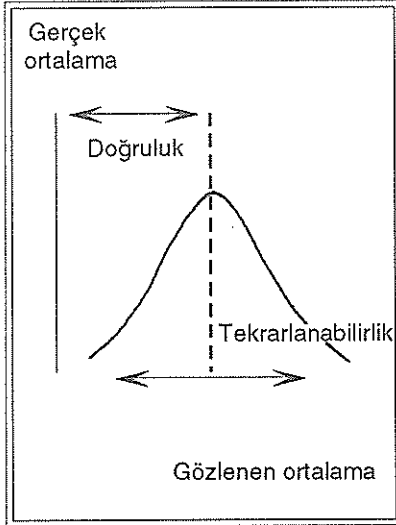 Gerçek
ortalama
Doğruluk
Tekrarlanabilirlik
Gözlenen ortalama